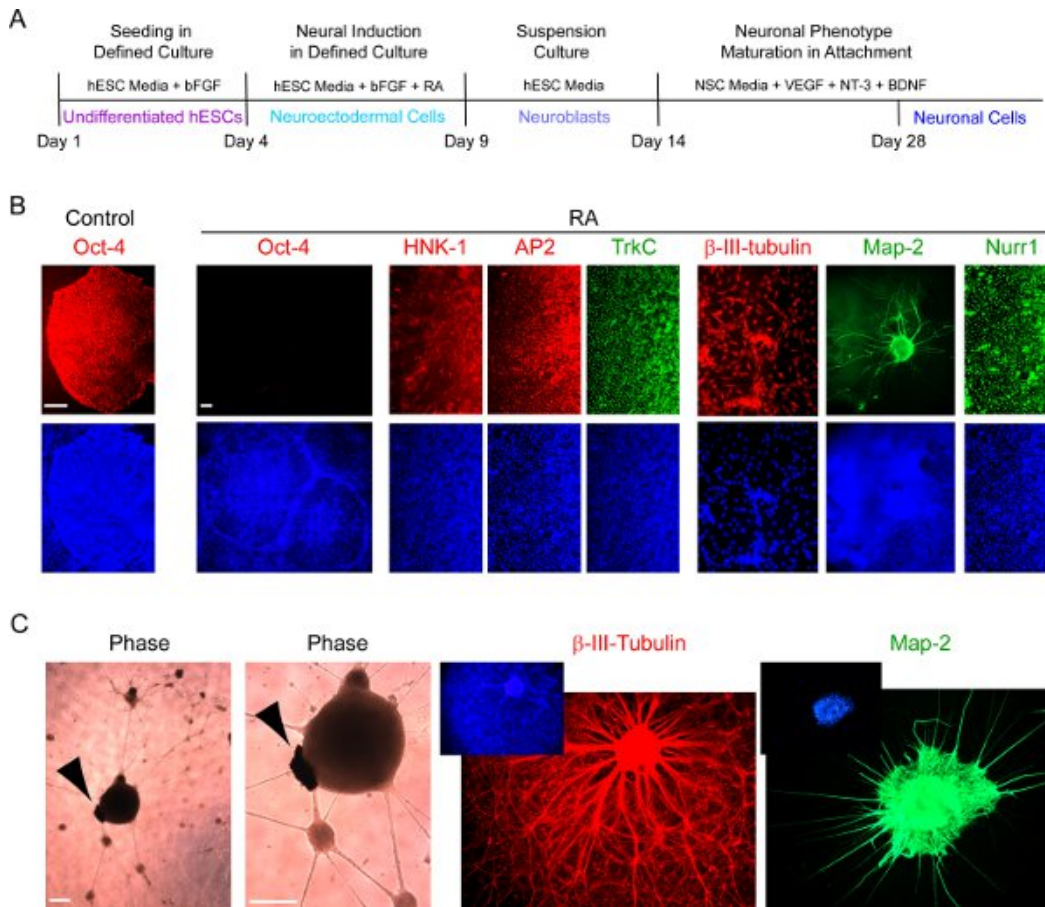 A
Seeding in
Defined Culture
Neural Induction
in Defined Culture
Suspension
Culture
Neuronal Phenotype
Maturation in Attachment
hESC Media + bFGF
hESC Media + bFGF + RA
hESC Media
NSC Media + VEGF + NT-3 + BDNF
Undifferentiated hESCs
Neuroectodermal Cells
Neuroblasts
Neuronal Cells
Day 1
Day 4
Day 9
Day 14
Day 28
B
Control
RA
Oct-4
Oct-4
HNK-1
AP2
TrkC
β-III-tubulin
Map-2
Nurr1
C
Phase
Phase
β-III-Tubulin
Map-2